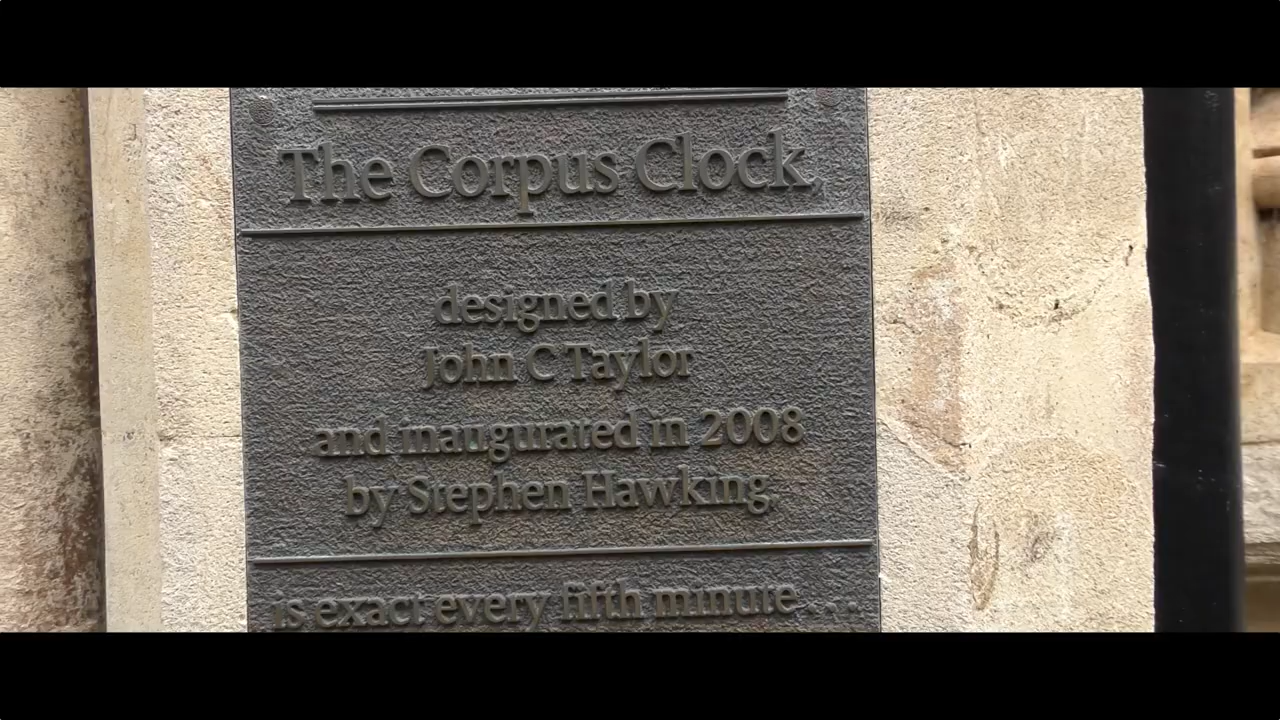 The Corpus Clock
designed by
John C Taylor
and inaugurated in 2008
by Stephen Hawking
is exact every fifth minute . . .